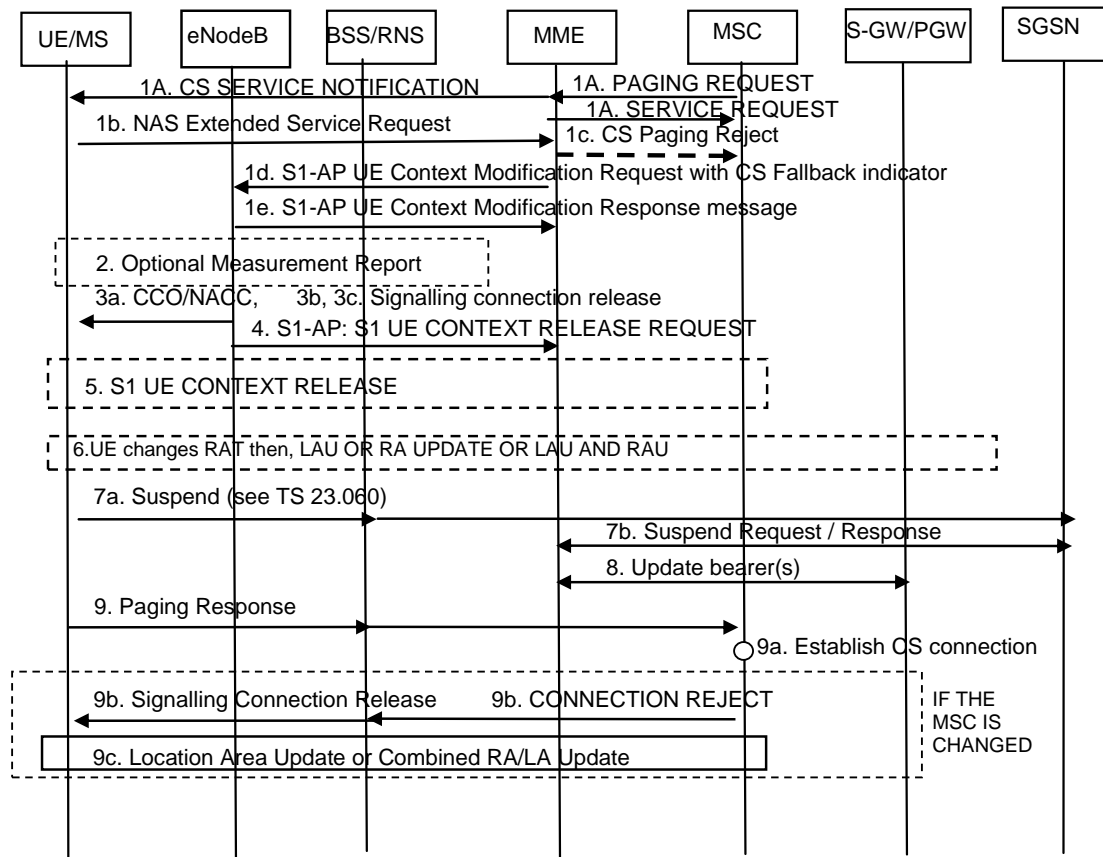 UE/MS
eNodeB
BSS/RNS
MME
MSC
S-GW/PGW
SGSN
1A. CS SERVICE NOTIFICATION
1A. PAGING REQUEST
1A. SERVICE REQUEST
1b. NAS Extended Service Request
1c. CS Paging Reject
1d. S1-AP UE Context Modification Request with CS Fallback indicator
1e. S1-AP UE Context Modification Response message
2. Optional Measurement Report
3a. CCO/NACC, 3b, 3c. Signalling connection release
4. S1-AP: S1 UE CONTEXT RELEASE REQUEST
5. S1 UE CONTEXT RELEASE
6.UE changes RAT then, LAU OR RA UPDATE OR LAU AND RAU
7a. Suspend (see TS 23.060)
7b. Suspend Request / Response
8. Update bearer(s)
9. Paging Response
9a. Establish CS connection
9b. Signalling Connection Release
9b. CONNECTION REJECT
IF THE
MSC IS
CHANGED
9c. Location Area Update or Combined RA/LA Update